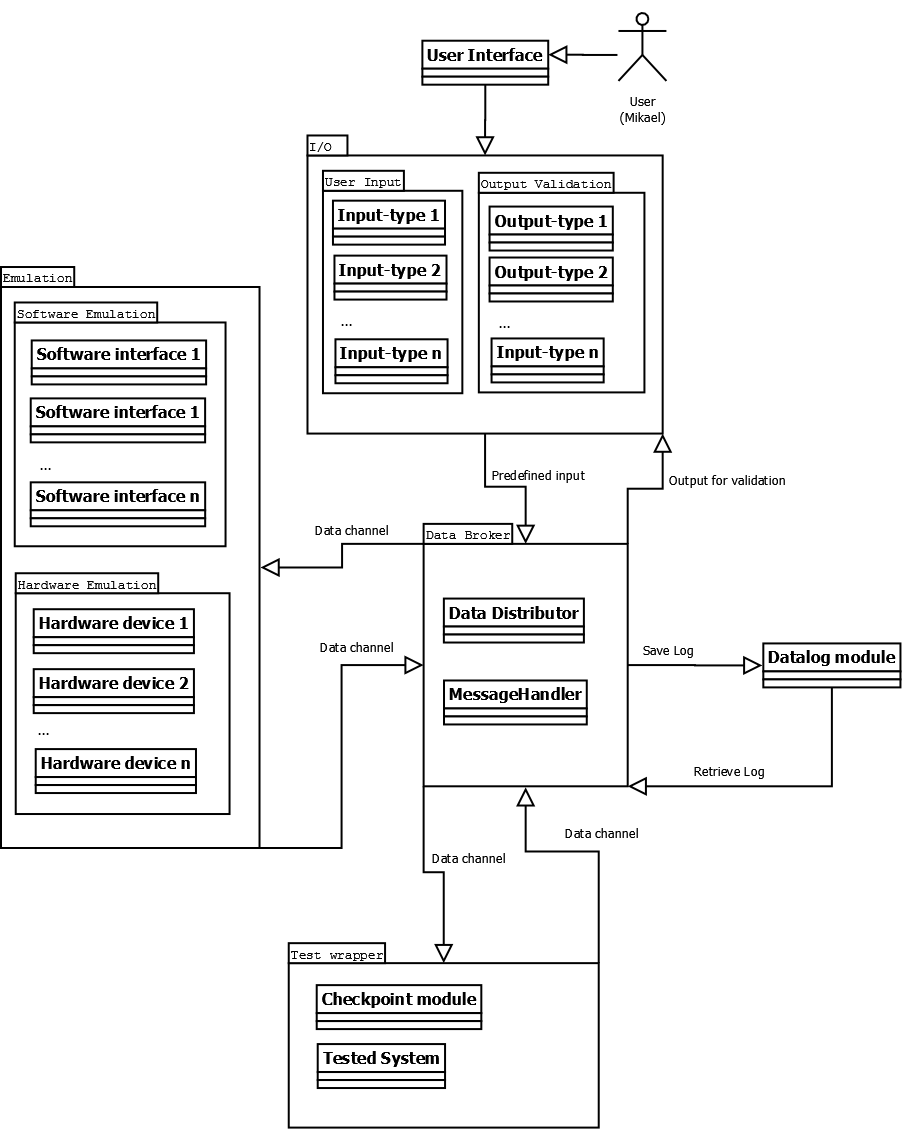 User Interface
User
(Mikael)
I/O
User Input
Input-type 1
Input-type 2
...
Input-type n
Output Validation
Output-type 1
Output-type 2
...
Input-type n
Emulation
Software Emulation
Software interface 1
Software interface 1
...
Software interface n
Hardware Emulation
Hardware device 1
Hardware device 2
...
Hardware device n
Predefined input
Output for validation
Data channel
Data channel
Data Broker
Data Distributor
MessageHandler
Save Log
Datalog module
Retrieve Log
Data channel
Data channel
Test wrapper
Checkpoint module
Tested System